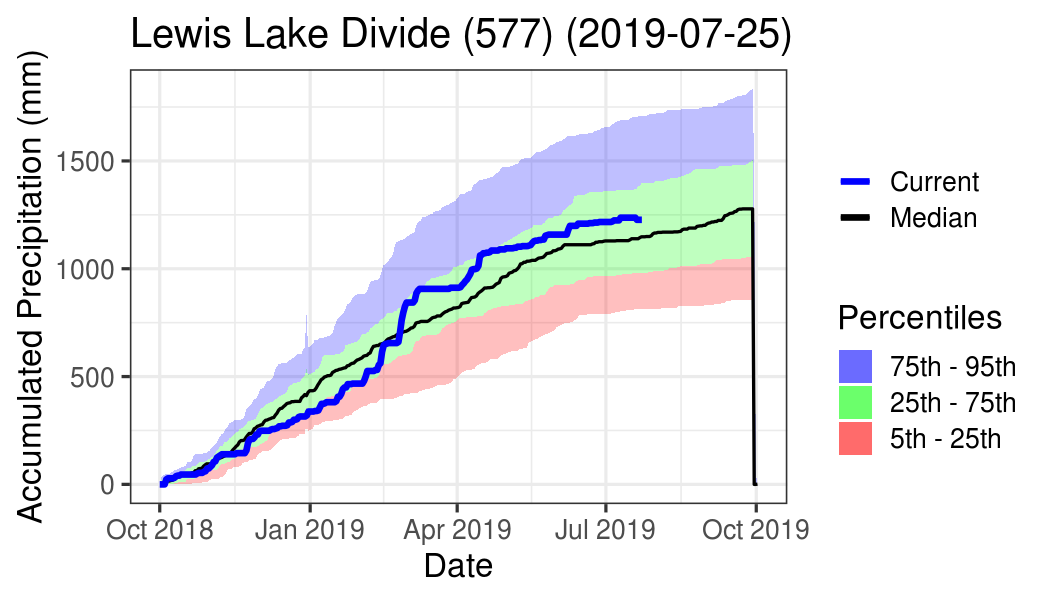 Lewis Lake Divide (577) (2019-07-25)
Accumulated Precipitation (mm)
1500
1000
500
0
Oct 2018
Jan 2019
Apr 2019
Jul 2019
Oct 2019
Date
Current
Median
Percentiles
75th - 95th
25th - 75th
5th - 25th